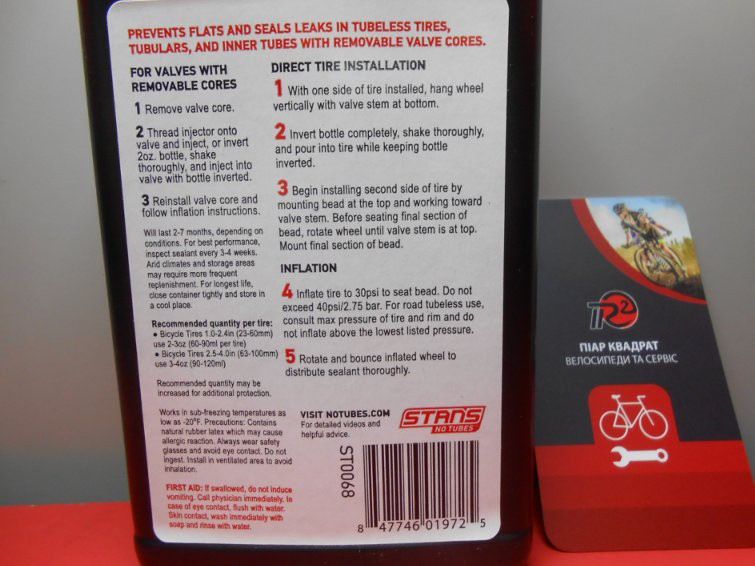 PREVENTS FLATS AND SEALS LEAKS IN TUBELESS TIRES,
TUBULARS, AND INNER TUBES WITH REMOVABLE VALVE CORES.
FOR VALVES WITH
REMOVABLE CORES
1 Remove valve core.
2 Thread injector onto
valve and inject, or invert
2oz. bottle, shake
thoroughly, and inject into
valve with bottle inverted.
3 Reinstall valve core and
follow inflation instructions.
Will last 2-7 months, depending on
conditions. For best performance,
inspect sealant every 3-4 weeks.
Arid climates and storage areas
may require more frequent
replenishment. For longest life,
close container tightly and store in
a cool place.
Recommended quantity per tire:
• Bicycle Tires 1.0-2.4in (23-60mm)
use 2-3oz (60-90ml per tire)
• Bicycle Tires 2.5-4.0in (63-100mm)
use 3-4oz (90-120ml)
Recommended quantity may be
increased for additional protection.
Works in sub-freezing temperatures as
low as -20°F. Precautions: Contains
natural rubber latex which may cause
allergic reaction. Always wear safety
glasses and avoid eye contact. Do not
ingest. Install in ventilated area to avoid
inhalation.
FIRST AID: If swallowed, do not induce
vomiting. Call physician immediately. In
case of eye contact, flush with water.
Skin contact, wash immediately with
soap and rinse with water.
DIRECT TIRE INSTALLATION
1 With one side of tire installed, hang wheel
vertically with valve stem at bottom.
2 Invert bottle completely, shake thoroughly,
and pour into tire while keeping bottle
inverted.
3 Begin installing second side of tire by
mounting bead at the top and working toward
valve stem. Before seating final section of
bead, rotate wheel until valve stem is at top.
Mount final section of bead.
INFLATION
4 Inflate tire to 30psi to seat bead. Do not
exceed 40psi/2.75 bar. For road tubeless use,
consult max pressure of tire and rim and do
not inflate above the lowest listed pressure.
5 Rotate and bounce inflated wheel to
distribute sealant thoroughly.
VISIT NOTUBES.COM
For detailed videos and
helpful advice.
STANS
NO TUBES
ST0068
8 47746 01972 5
ПР2
ПІАР КВАДРАТ
ВЕЛОСИПЕДИ ТА СЕРВІС